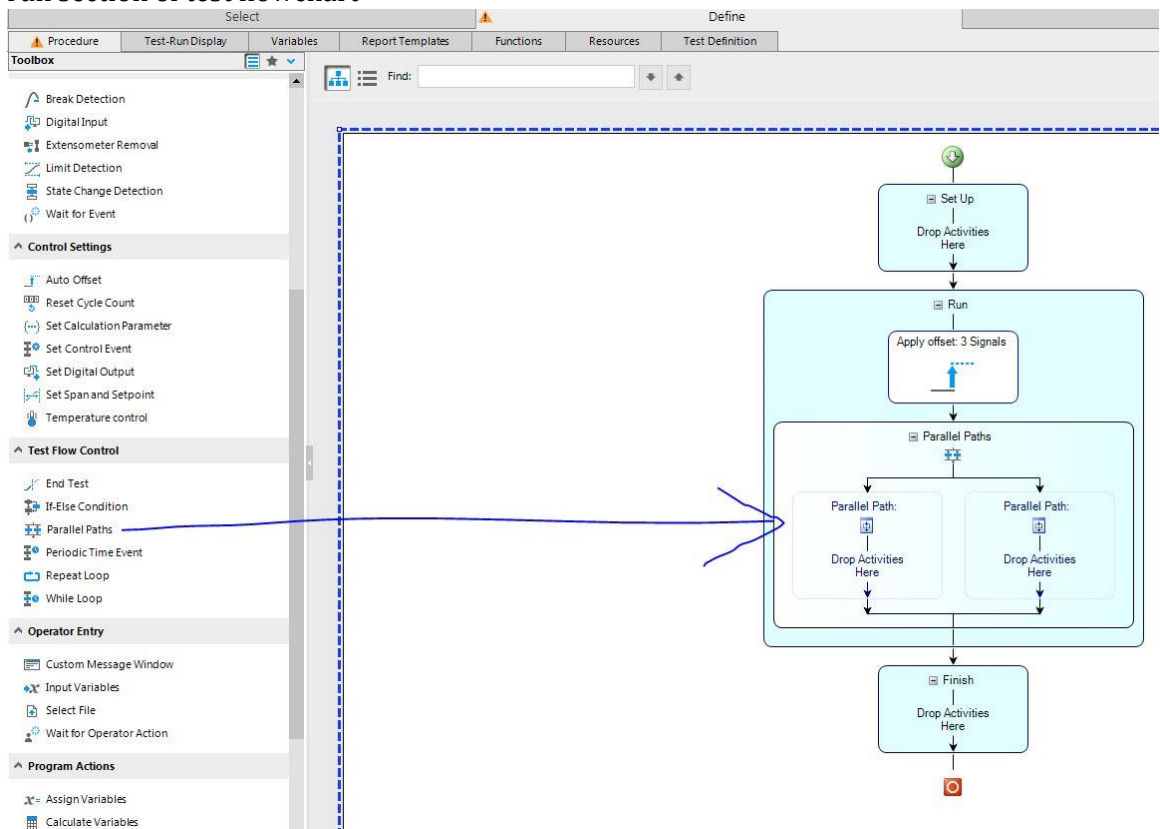 Select
Define
Procedure
Test-Run Display
Variables
Report Templates
Functions
Resources
Test Definition
Toolbox
Find:
Break Detection
Digital Input
Extensometer Removal
Limit Detection
State Change Detection
Wait for Event
Control Settings
Auto Offset
Reset Cycle Count
Set Calculation Parameter
Set Control Event
Set Digital Output
Set Span and Setpoint
Temperature control
Test Flow Control
End Test
If-Else Condition
Parallel Paths
Periodic Time Event
Repeat Loop
While Loop
Operator Entry
Custom Message Window
Input Variables
Select File
Wait for Operator Action
Program Actions
Assign Variables
Calculate Variables
Set Up
Drop Activities
Here
Run
Apply offset: 3 Signals
Parallel Paths
Parallel Path:
Drop Activities
Here
Parallel Path:
Drop Activities
Here
Finish
Drop Activities
Here